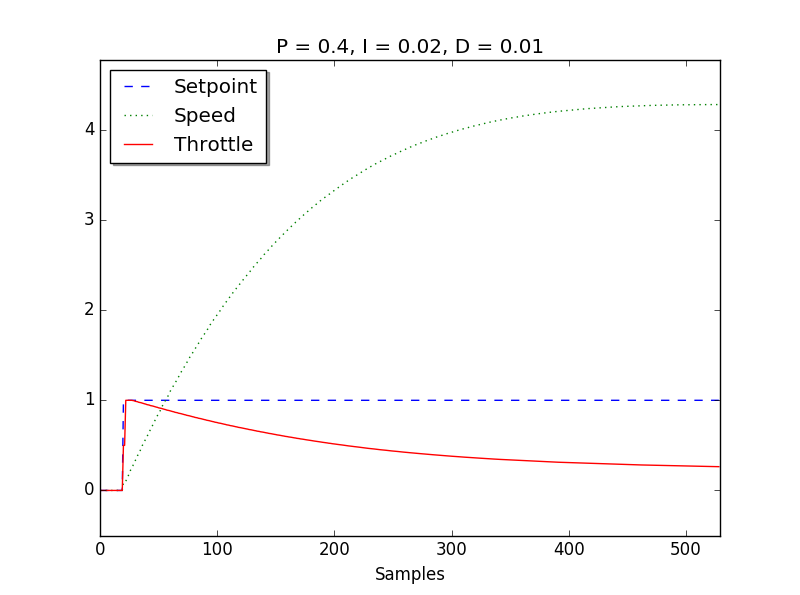 P = 0.4, I = 0.02, D = 0.01
Setpoint
Speed
Throttle
4
3
2
1
0
0 100 200 300 400 500
Samples